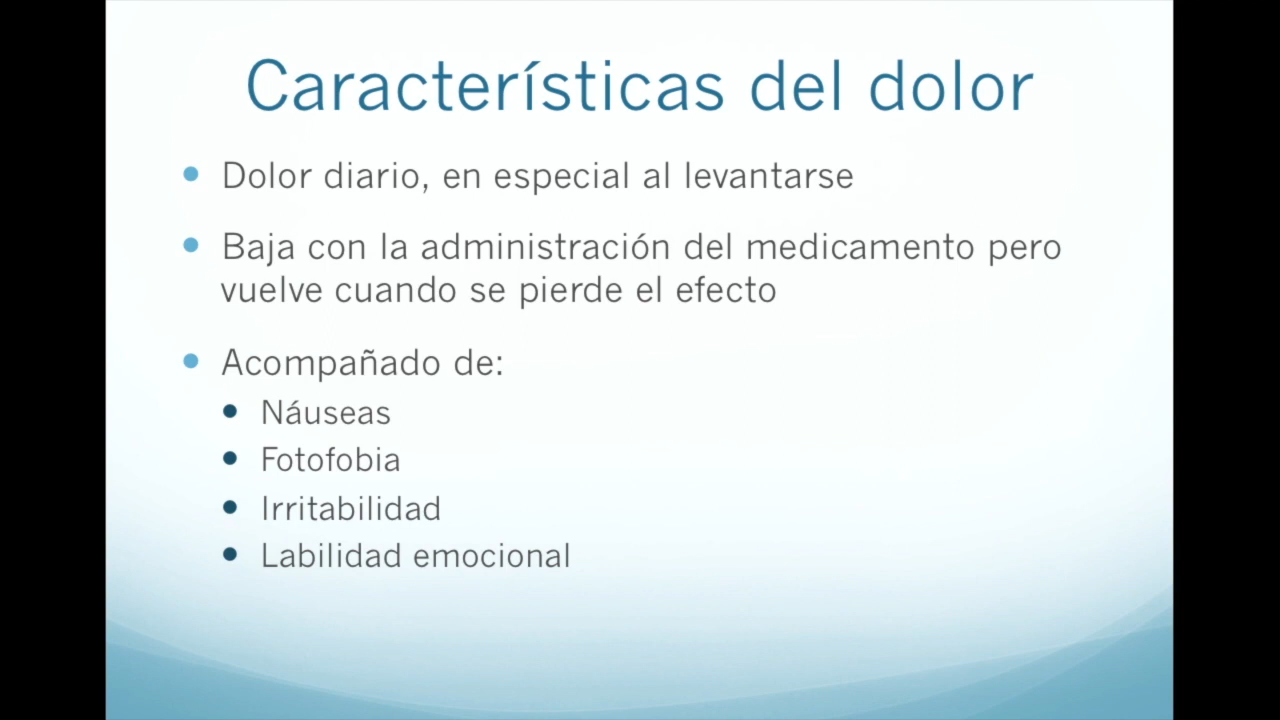 Características del dolor
Dolor diario, en especial al levantarse
Baja con la administración del medicamento pero
vuelve cuando se pierde el efecto
Acompañado de:
Náuseas
Fotofobia
Irritabilidad
Labilidad emocional